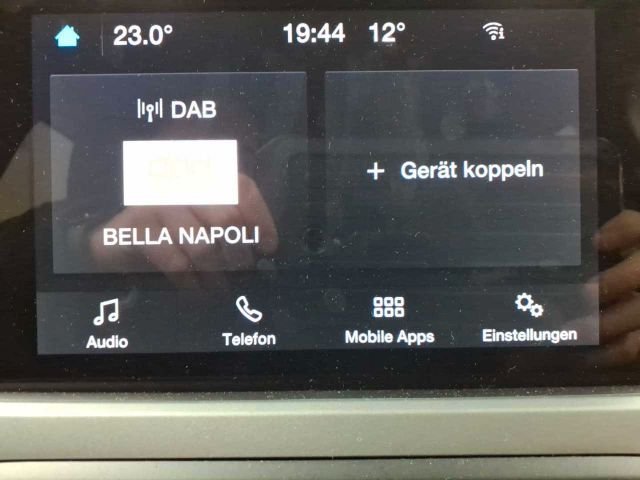 23.0° 19:44 12°
DAB
+ Gerät koppeln
BELLA NAPOLI
Audio Telefon Mobile Apps Einstellungen